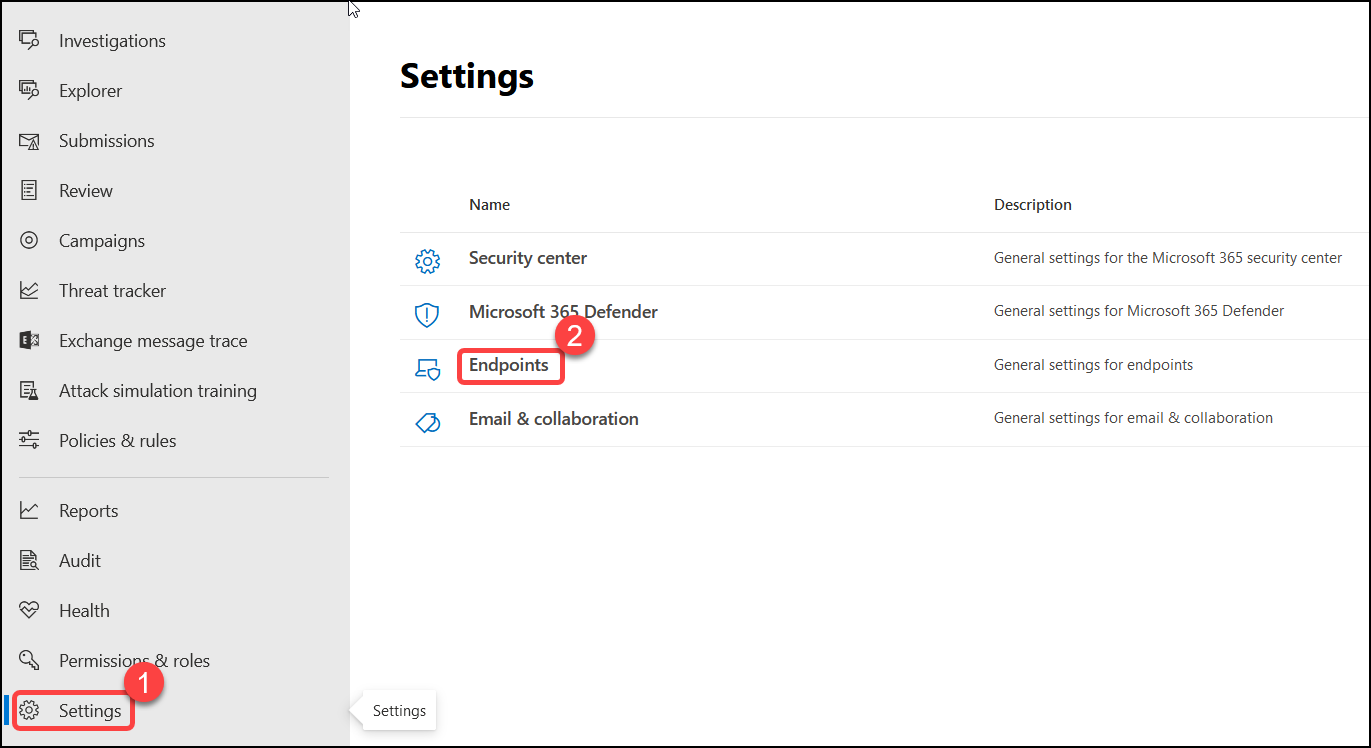 Investigations
Explorer
Submissions
Review
Campaigns
Threat tracker
Exchange message trace
Attack simulation training
Policies & rules
Reports
Audit
Health
Permissions & roles
1
Settings
Settings
Settings
Name Description
Security center General settings for the Microsoft 365 security center
Microsoft 365 Defender General settings for Microsoft 365 Defender
2
Endpoints General settings for endpoints
Email & collaboration General settings for email & collaboration